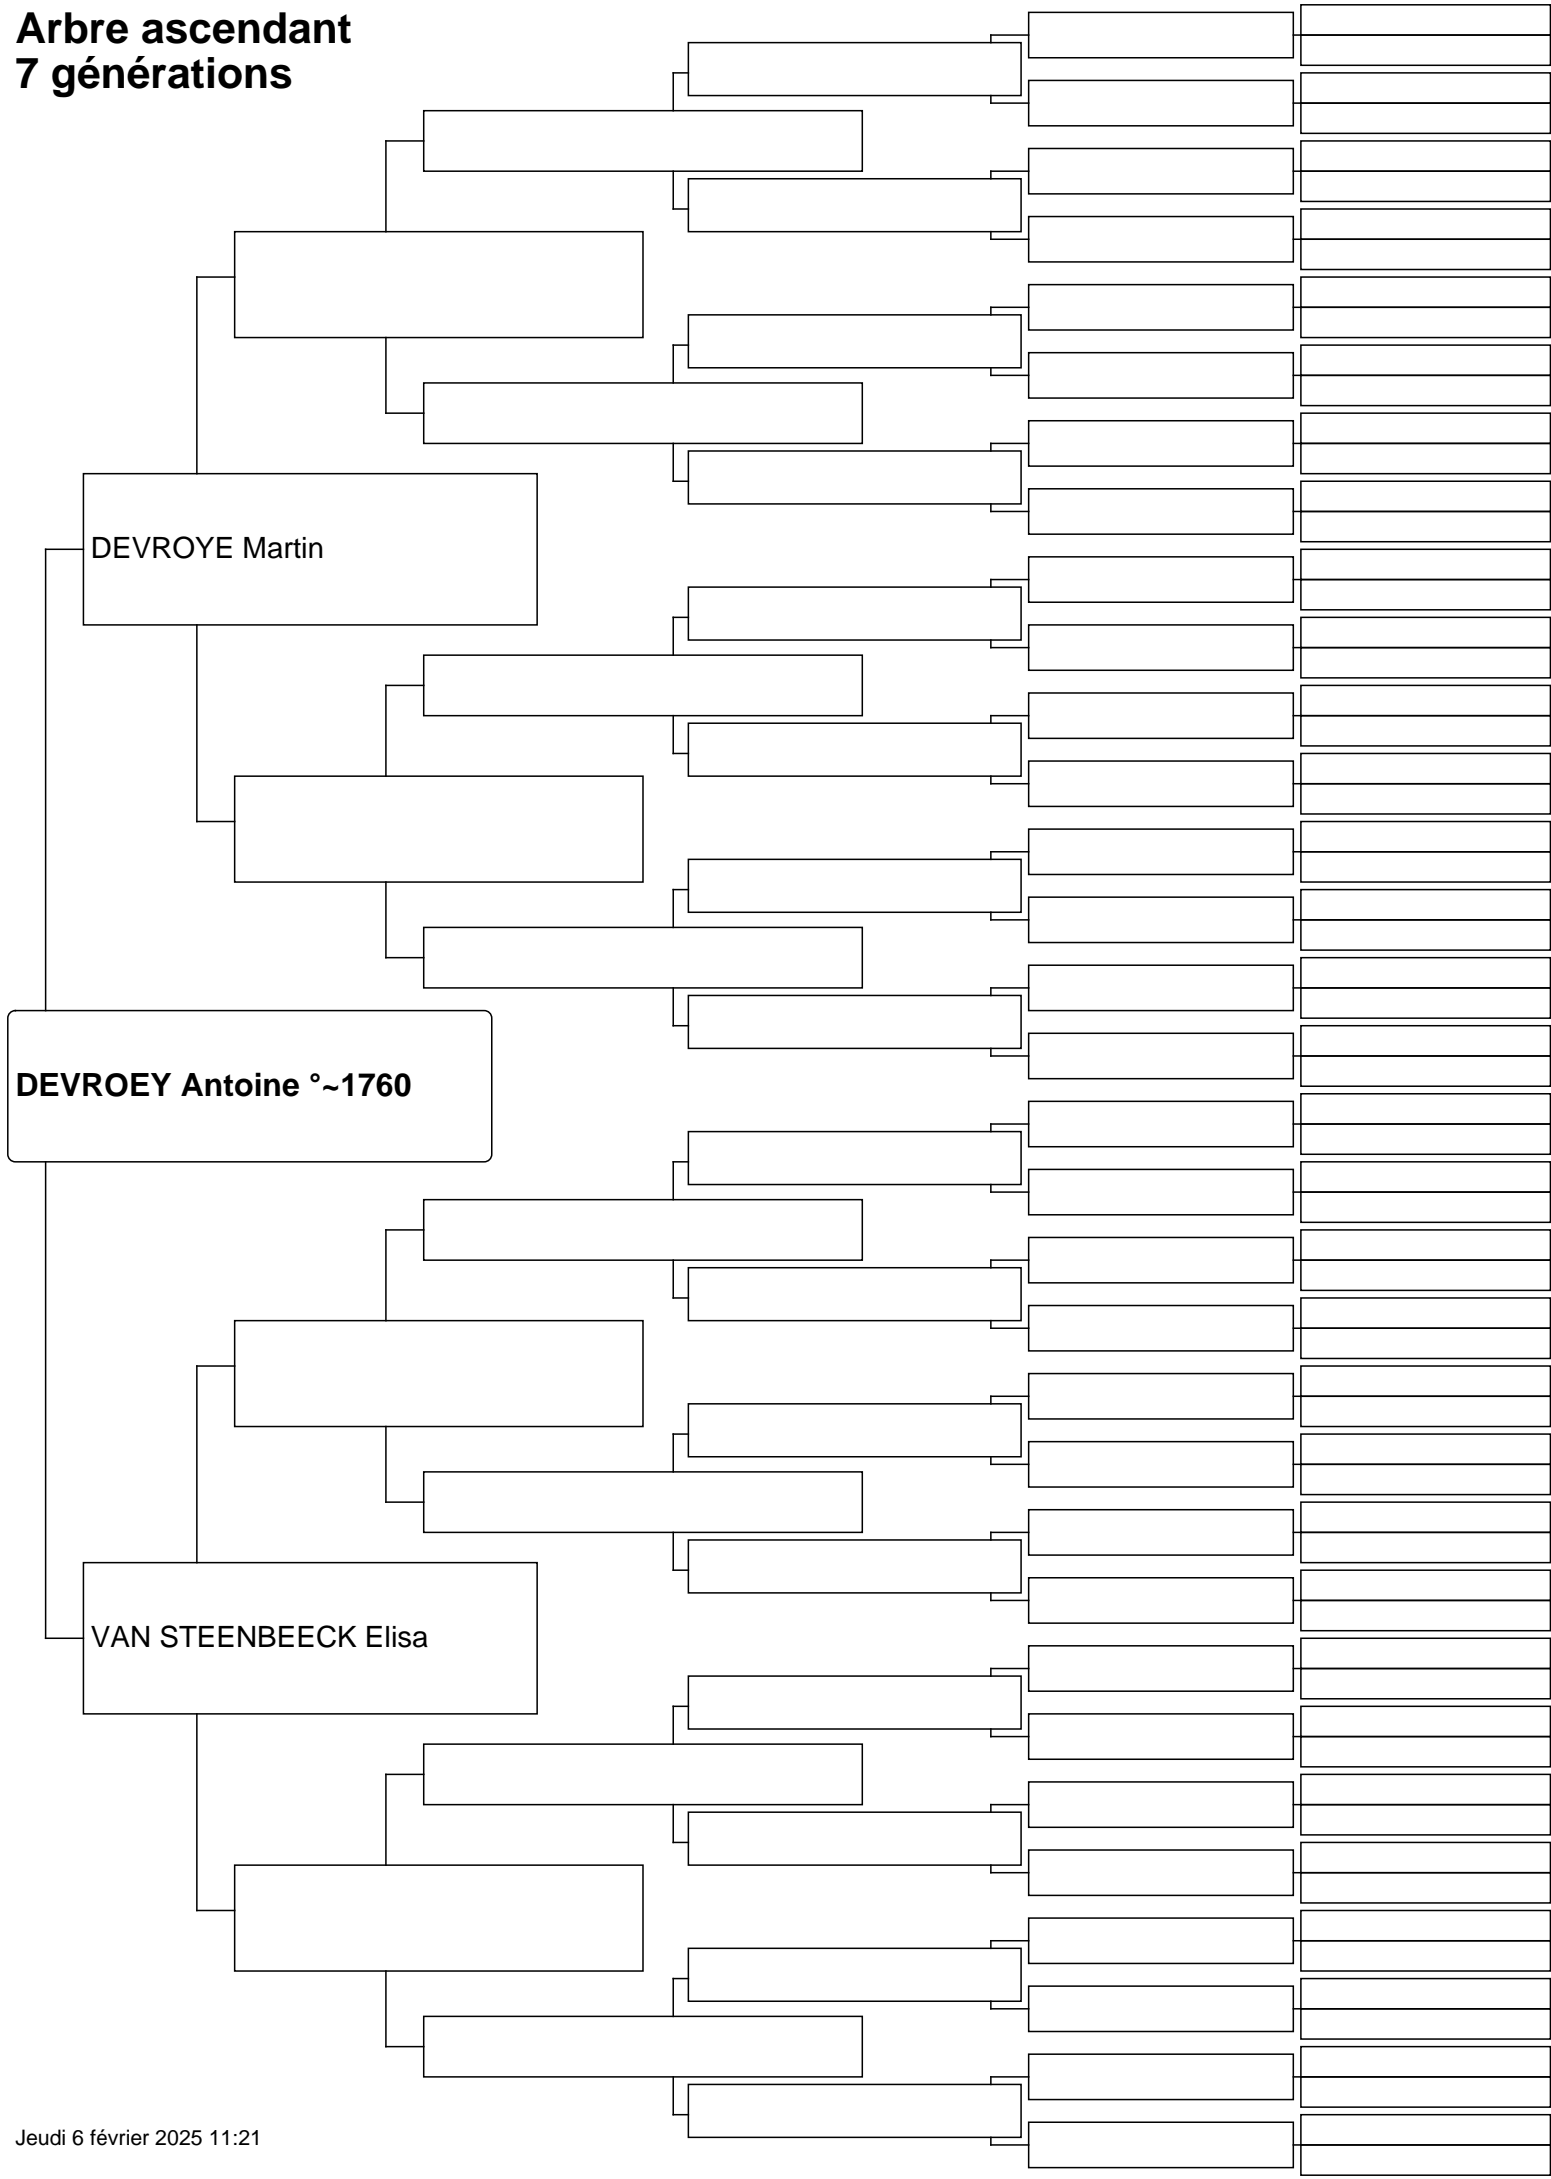 Arbre ascendant
7 générations
DEVROYE Martin
DEVROEY Antoine °~1760
VAN STEENBEECK Elisa
Jeudi 6 février 2025 11:21